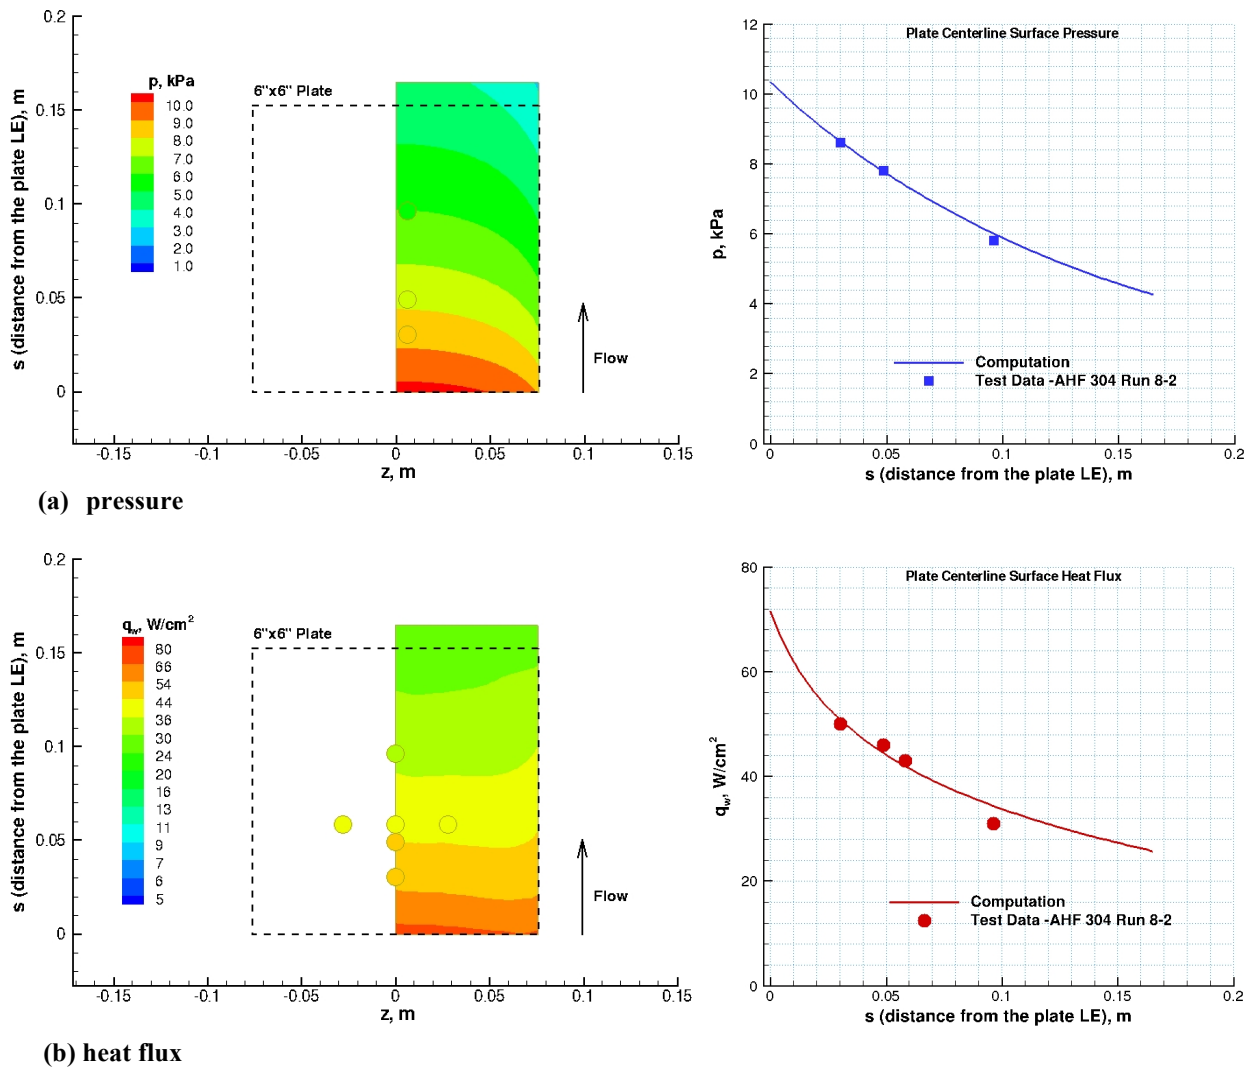 0.2
0.15
0.1
0.05
0
s (distance from the plate LE), m
p, kPa
10.0
9.0
8.0
7.0
6.0
5.0
4.0
3.0
2.0
1.0
6"x6" Plate
Flow
-0.15 -0.1 -0.05 0 0.05 0.1 0.15
z, m
12
10
8
6
4
2
0
p, kPa
Plate Centerline Surface Pressure
Computation
Test Data -AHF 304 Run 8-2
0 0.05 0.1 0.15 0.2
s (distance from the plate LE), m
(a) pressure
0.2
0.15
0.1
0.05
0
s (distance from the plate LE), m
qw, W/cm2
80
66
54
44
36
30
24
20
16
13
11
9
7
6
5
6"x6" Plate
Flow
-0.15 -0.1 -0.05 0 0.05 0.1 0.15
z, m
80
60
40
20
0
qw, W/cm2
Plate Centerline Surface Heat Flux
Computation
Test Data -AHF 304 Run 8-2
0 0.05 0.1 0.15 0.2
s (distance from the plate LE), m
(b) heat flux